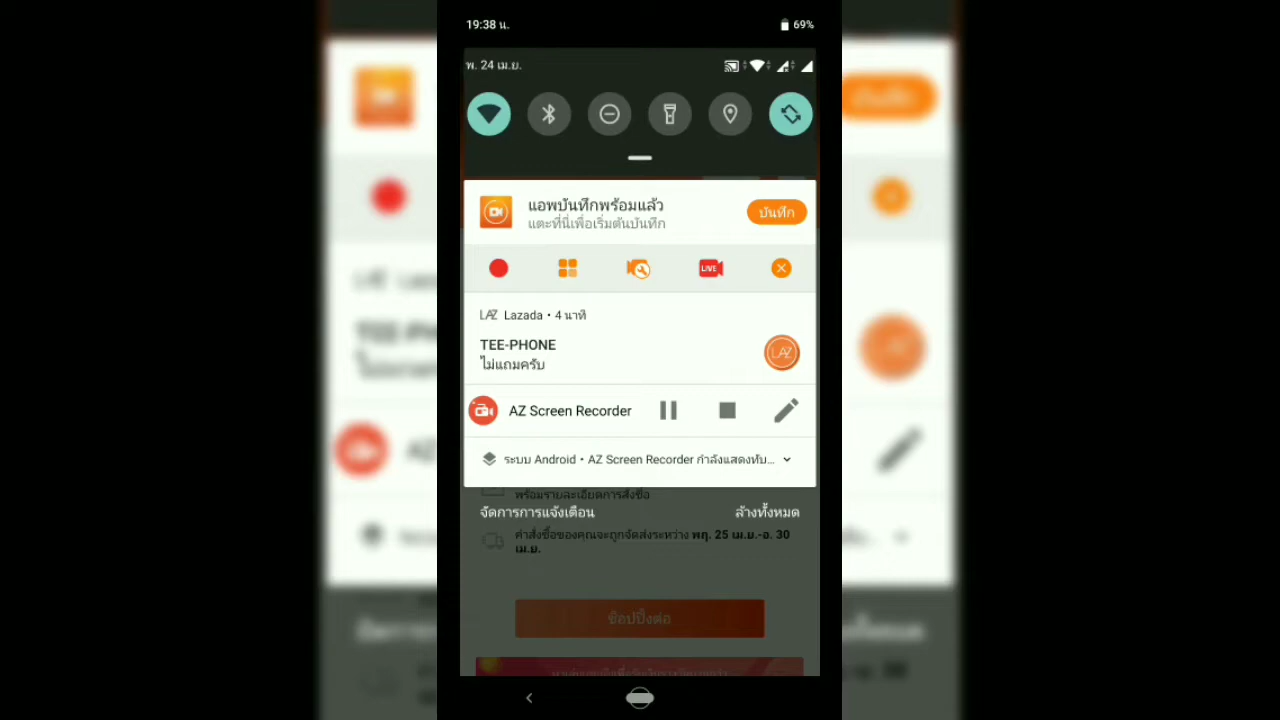 19:38 น.
69%
พ. 24 เม.ย.
แอพบันทึกพร้อมแล้ว
แตะที่นี่เพื่อเริ่มต้นบันทึก
บันทึก
LIVE
LAZ Lazada • 4 นาที
TEE-PHONE
ไม่แถมครับ
LAZ
AZ Screen Recorder
ระบบ Android • AZ Screen Recorder กำลังแสดงทับ...
พร้อมรายละเอียดการสั่งซื้อ
จัดการการแจ้งเตือน
ล้างทั้งหมด
คำสั่งซื้อของคุณจะถูกจัดส่งระหว่าง พฤ. 25 เม.ย.-อ. 30
เม.ย.
ช้อปปิ้งต่อ